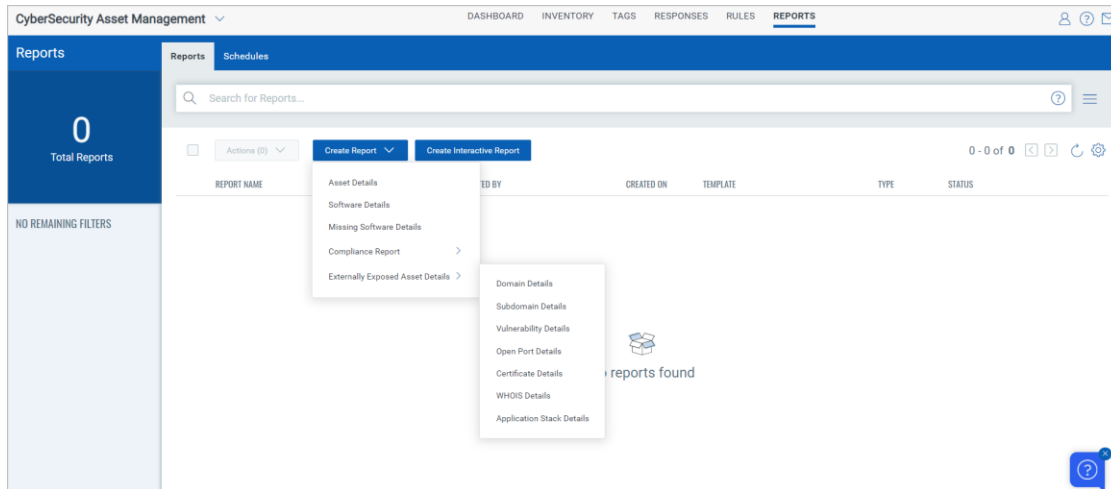 CyberSecurity Asset Management
DASHBOARD INVENTORY TAGS RESPONSES RULES REPORTS
Reports
Reports Schedules
Search for Reports...
0
Total Reports
Actions (0) Create Report Create Interactive Report 0 - 0 of 0
REPORT NAME CREATED ON TEMPLATE TYPE STATUS
NO REMAINING FILTERS
Asset Details
Software Details
Missing Software Details
Compliance Report
Externally Exposed Asset Details
Domain Details
Subdomain Details
Vulnerability Details
Open Port Details
Certificate Details
WHOIS Details
Application Stack Details
reports found